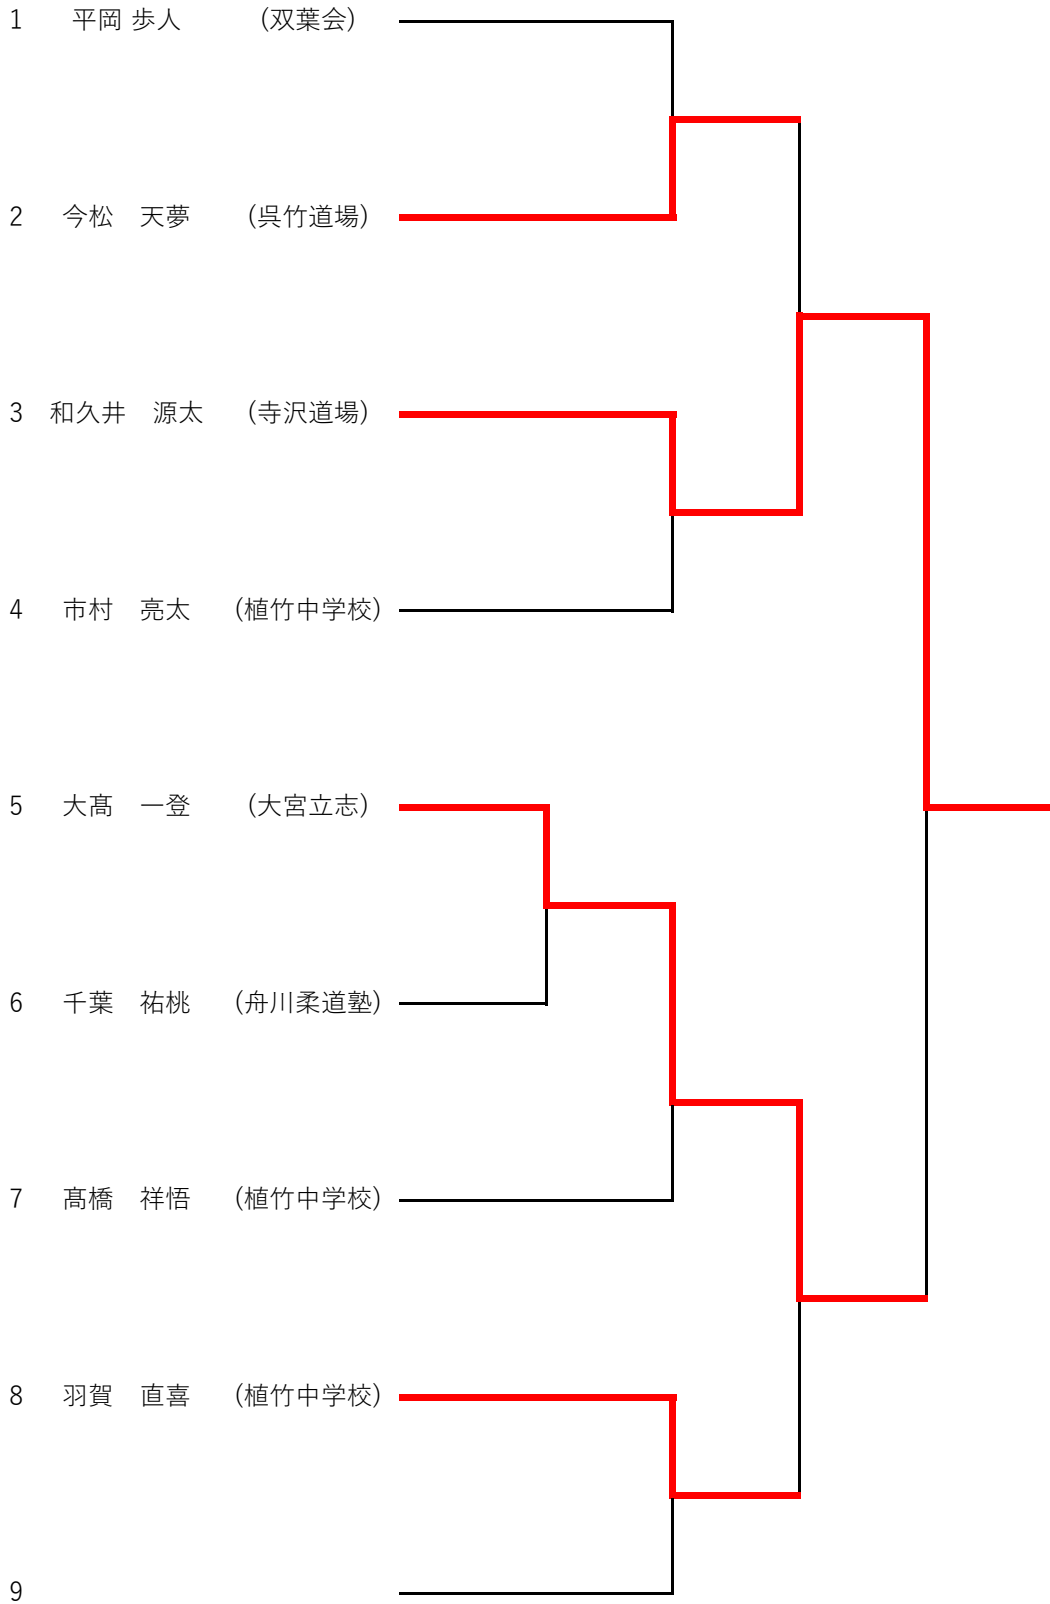 1 平岡 歩人 (双葉会)
2 今松　天夢 (呉竹道場)
3 和久井　源太 (寺沢道場)
4 市村　亮太 (植竹中学校)
5 大髙　一登 (大宮立志)
6 千葉　祐桃 (舟川柔道塾)
7 髙橋　祥悟 (植竹中学校)
8 羽賀　直喜 (植竹中学校)
9